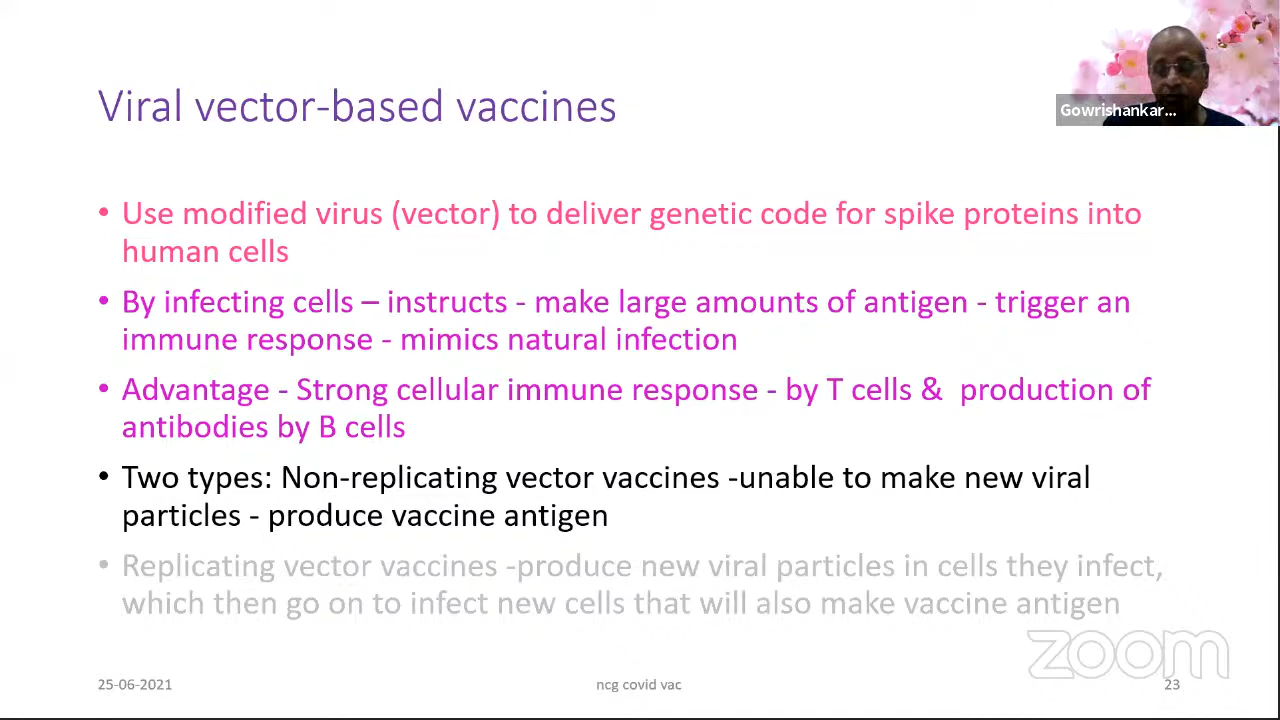 Gowrishankar...
Viral vector-based vaccines
• Use modified virus (vector) to deliver genetic code for spike proteins into
human cells
• By infecting cells – instructs - make large amounts of antigen - trigger an
immune response - mimics natural infection
• Advantage - Strong cellular immune response - by T cells &  production of
antibodies by B cells
• Two types: Non-replicating vector vaccines -unable to make new viral
particles - produce vaccine antigen
• Replicating vector vaccines -produce new viral particles in cells they infect,
which then go on to infect new cells that will also make vaccine antigen
zoom
25-06-2021
ncg covid vac
23